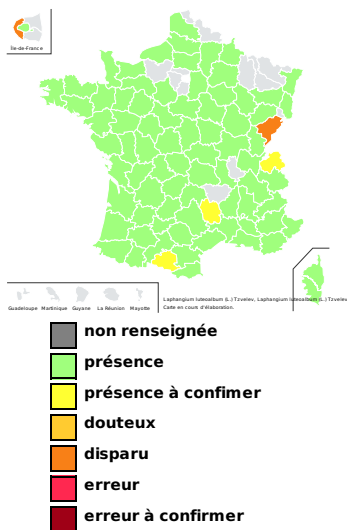 Île-de-France
Guadeloupe Martinique Guyane La Réunion Mayotte
Laphangium luteoalbum (L.) Tzvelev, Laphangium luteoalbum (L.) Tzvelev
Carte en cours d'élaboration.
non renseignée
présence
présence à confimer
douteux
disparu
erreur
erreur à confirmer